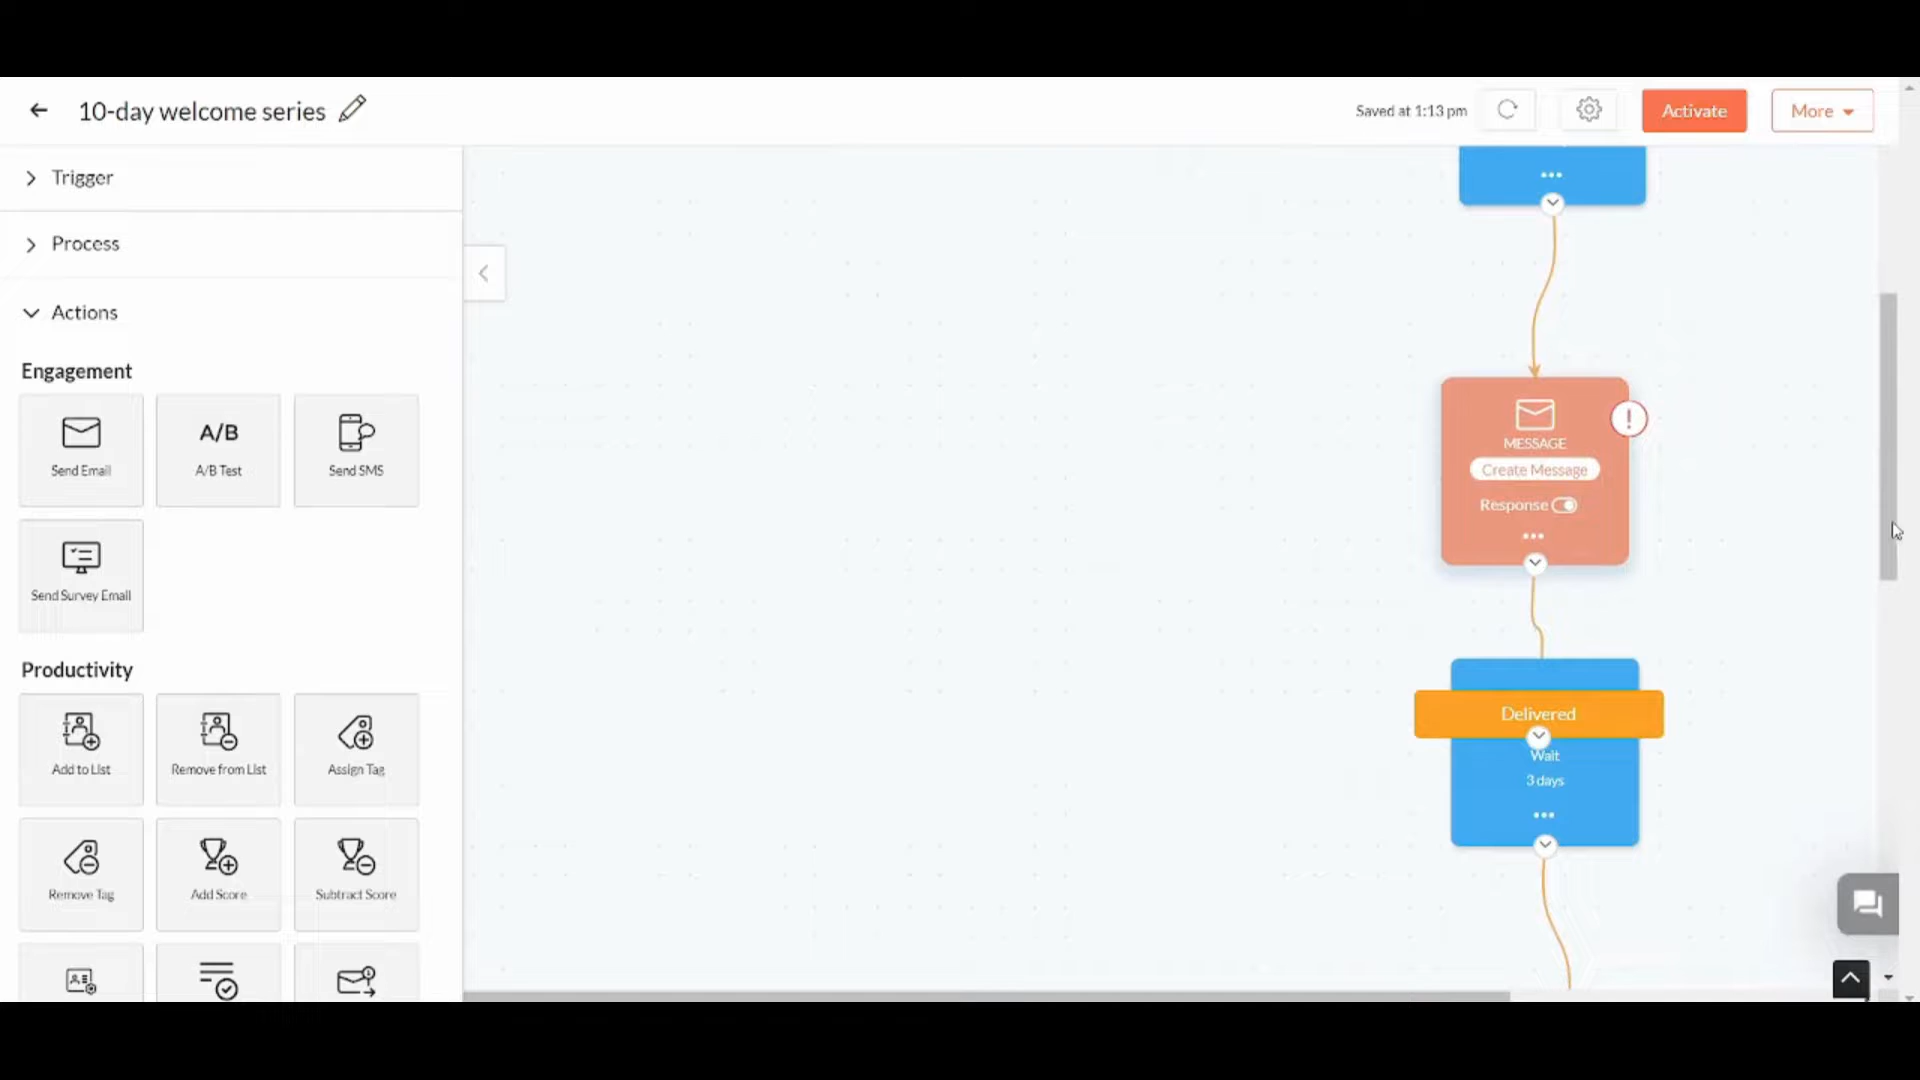 10-day welcome series
Saved at 1:13 pm
Activate
More
Trigger
Process
Actions
Engagement
Send Email
A/B
A/B Test
Send SMS
Send Survey Email
Productivity
Add to List
Remove from List
Assign Tag
Remove Tag
Add Score
Subtract Score
MESSAGE
Create Message
Response
Delivered
Wait
3 days